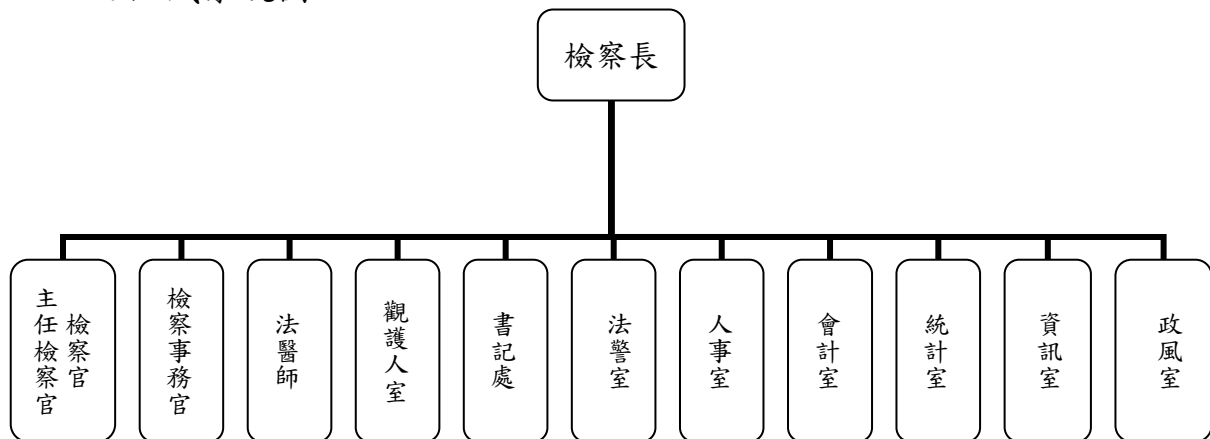 檢察長
主任檢察官
檢察官
檢察事務官
法醫師
觀護人室
書記處
法警室
人事室
會計室
統計室
資訊室
政風室